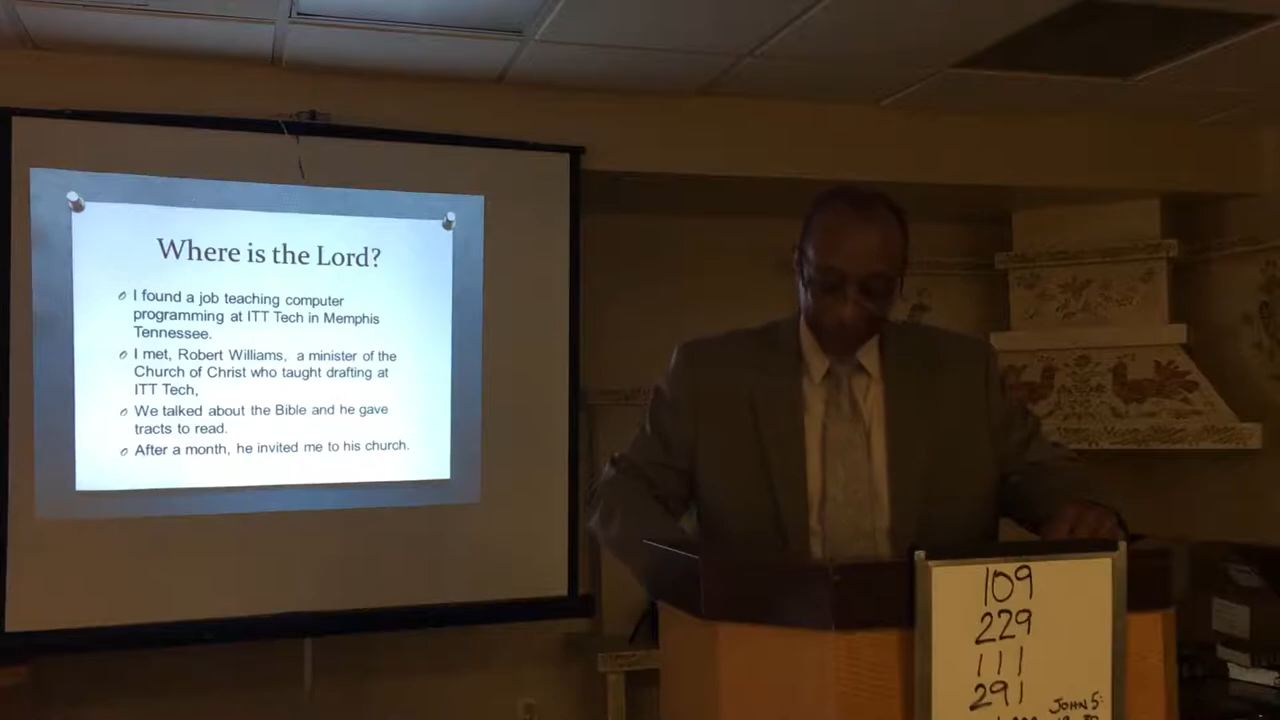 Where is the Lord?
I found a job teaching computer
programming at ITT Tech in Memphis
Tennessee.
I met, Robert Williams, a minister of the
Church of Christ who taught drafting at
ITT Tech,
We talked about the Bible and he gave
tracts to read.
After a month, he invited me to his church.
109
229
111
291
JOHN 5: